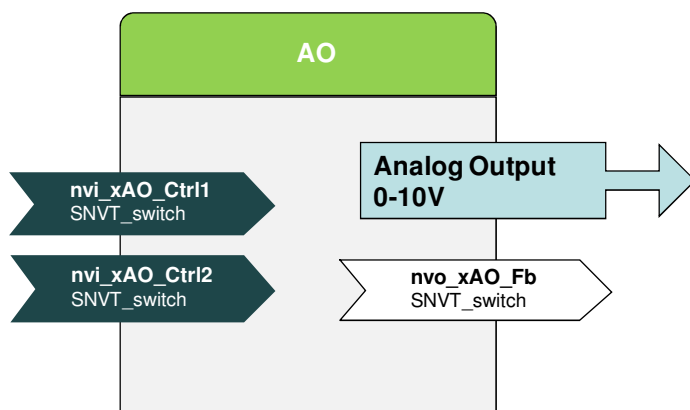 AO
nvi_xAO_Ctrl1
SNVT_switch
nvi_xAO_Ctrl2
SNVT_switch
Analog Output
0-10V
nvo_xAO_Fb
SNVT_switch